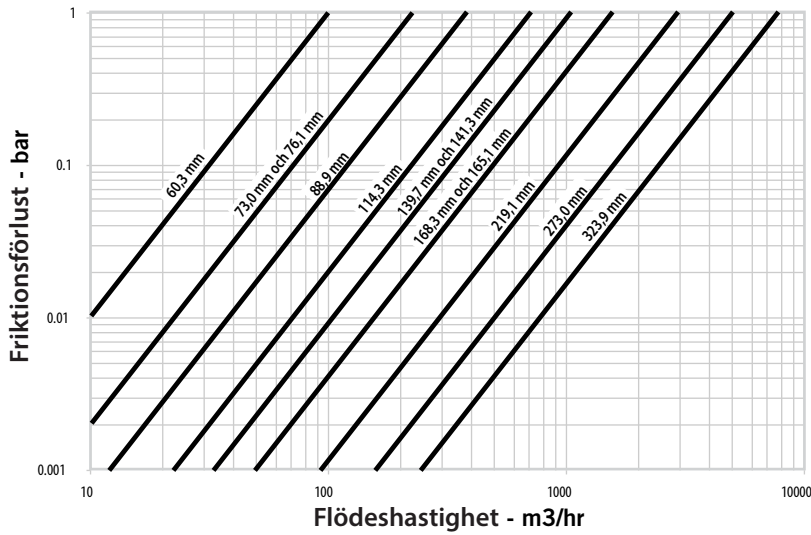 1
0.1
0.01
0.001
Friktionsförlust - bar
60,3 mm
73,0 mm och 76,1 mm
88,9 mm
114,3 mm
139,7 mm och 141,3 mm
168,3 mm och 165,1 mm
219,1 mm
273,0 mm
323,9 mm
10
100
1000
10000
Flödeshastighet - m3/hr